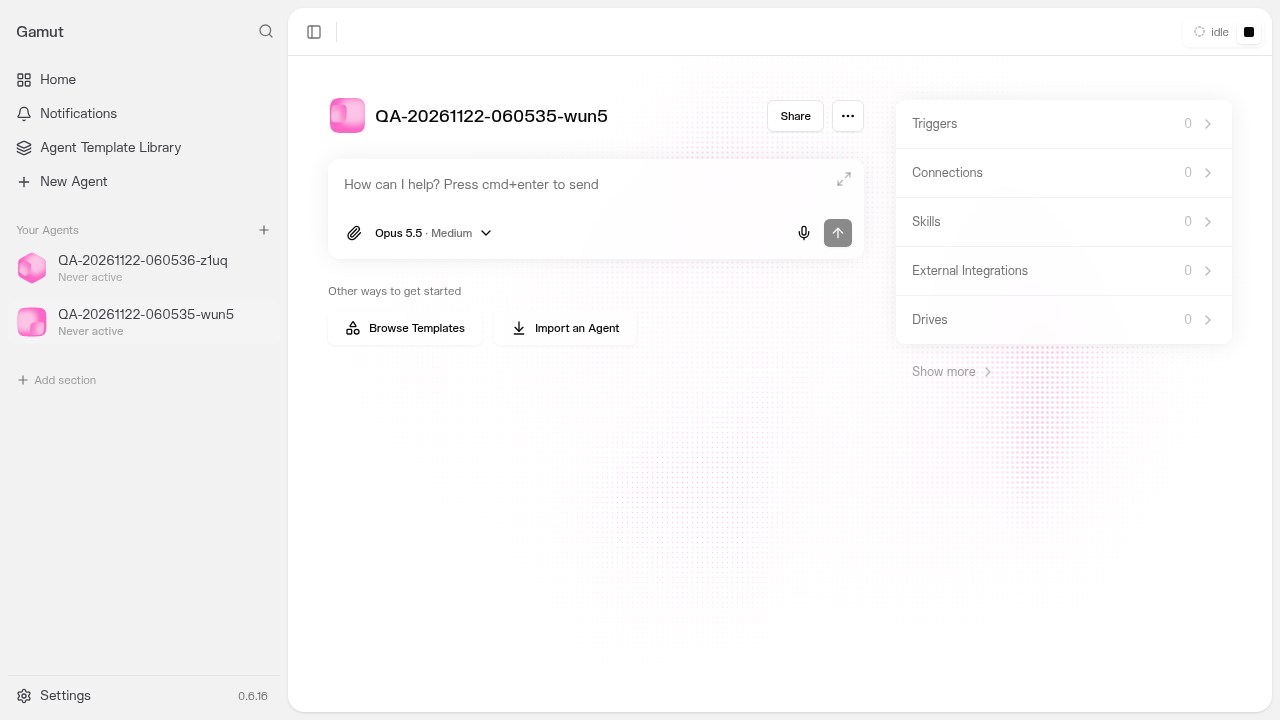 Gamut
Home
Notifications
Agent Template Library
New Agent
Your Agents
QA-20261122-060536-z1uq
Never active
QA-20261122-060535-wun5
Never active
Add section
Settings
0.6.16
idle
QA-20261122-060535-wun5
Share
How can I help? Press cmd+enter to send
Opus 5.5 · Medium
Other ways to get started
Browse Templates
Import an Agent
Triggers 0
Connections 0
Skills 0
External Integrations 0
Drives 0
Show more